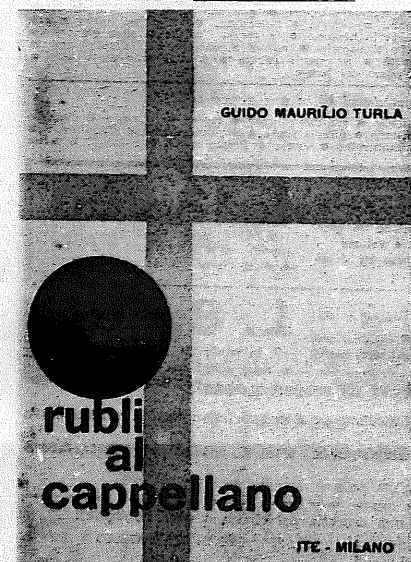 GUIDO MAURILIO TURLA
rubli
al
cappellano
ITE - MILANO